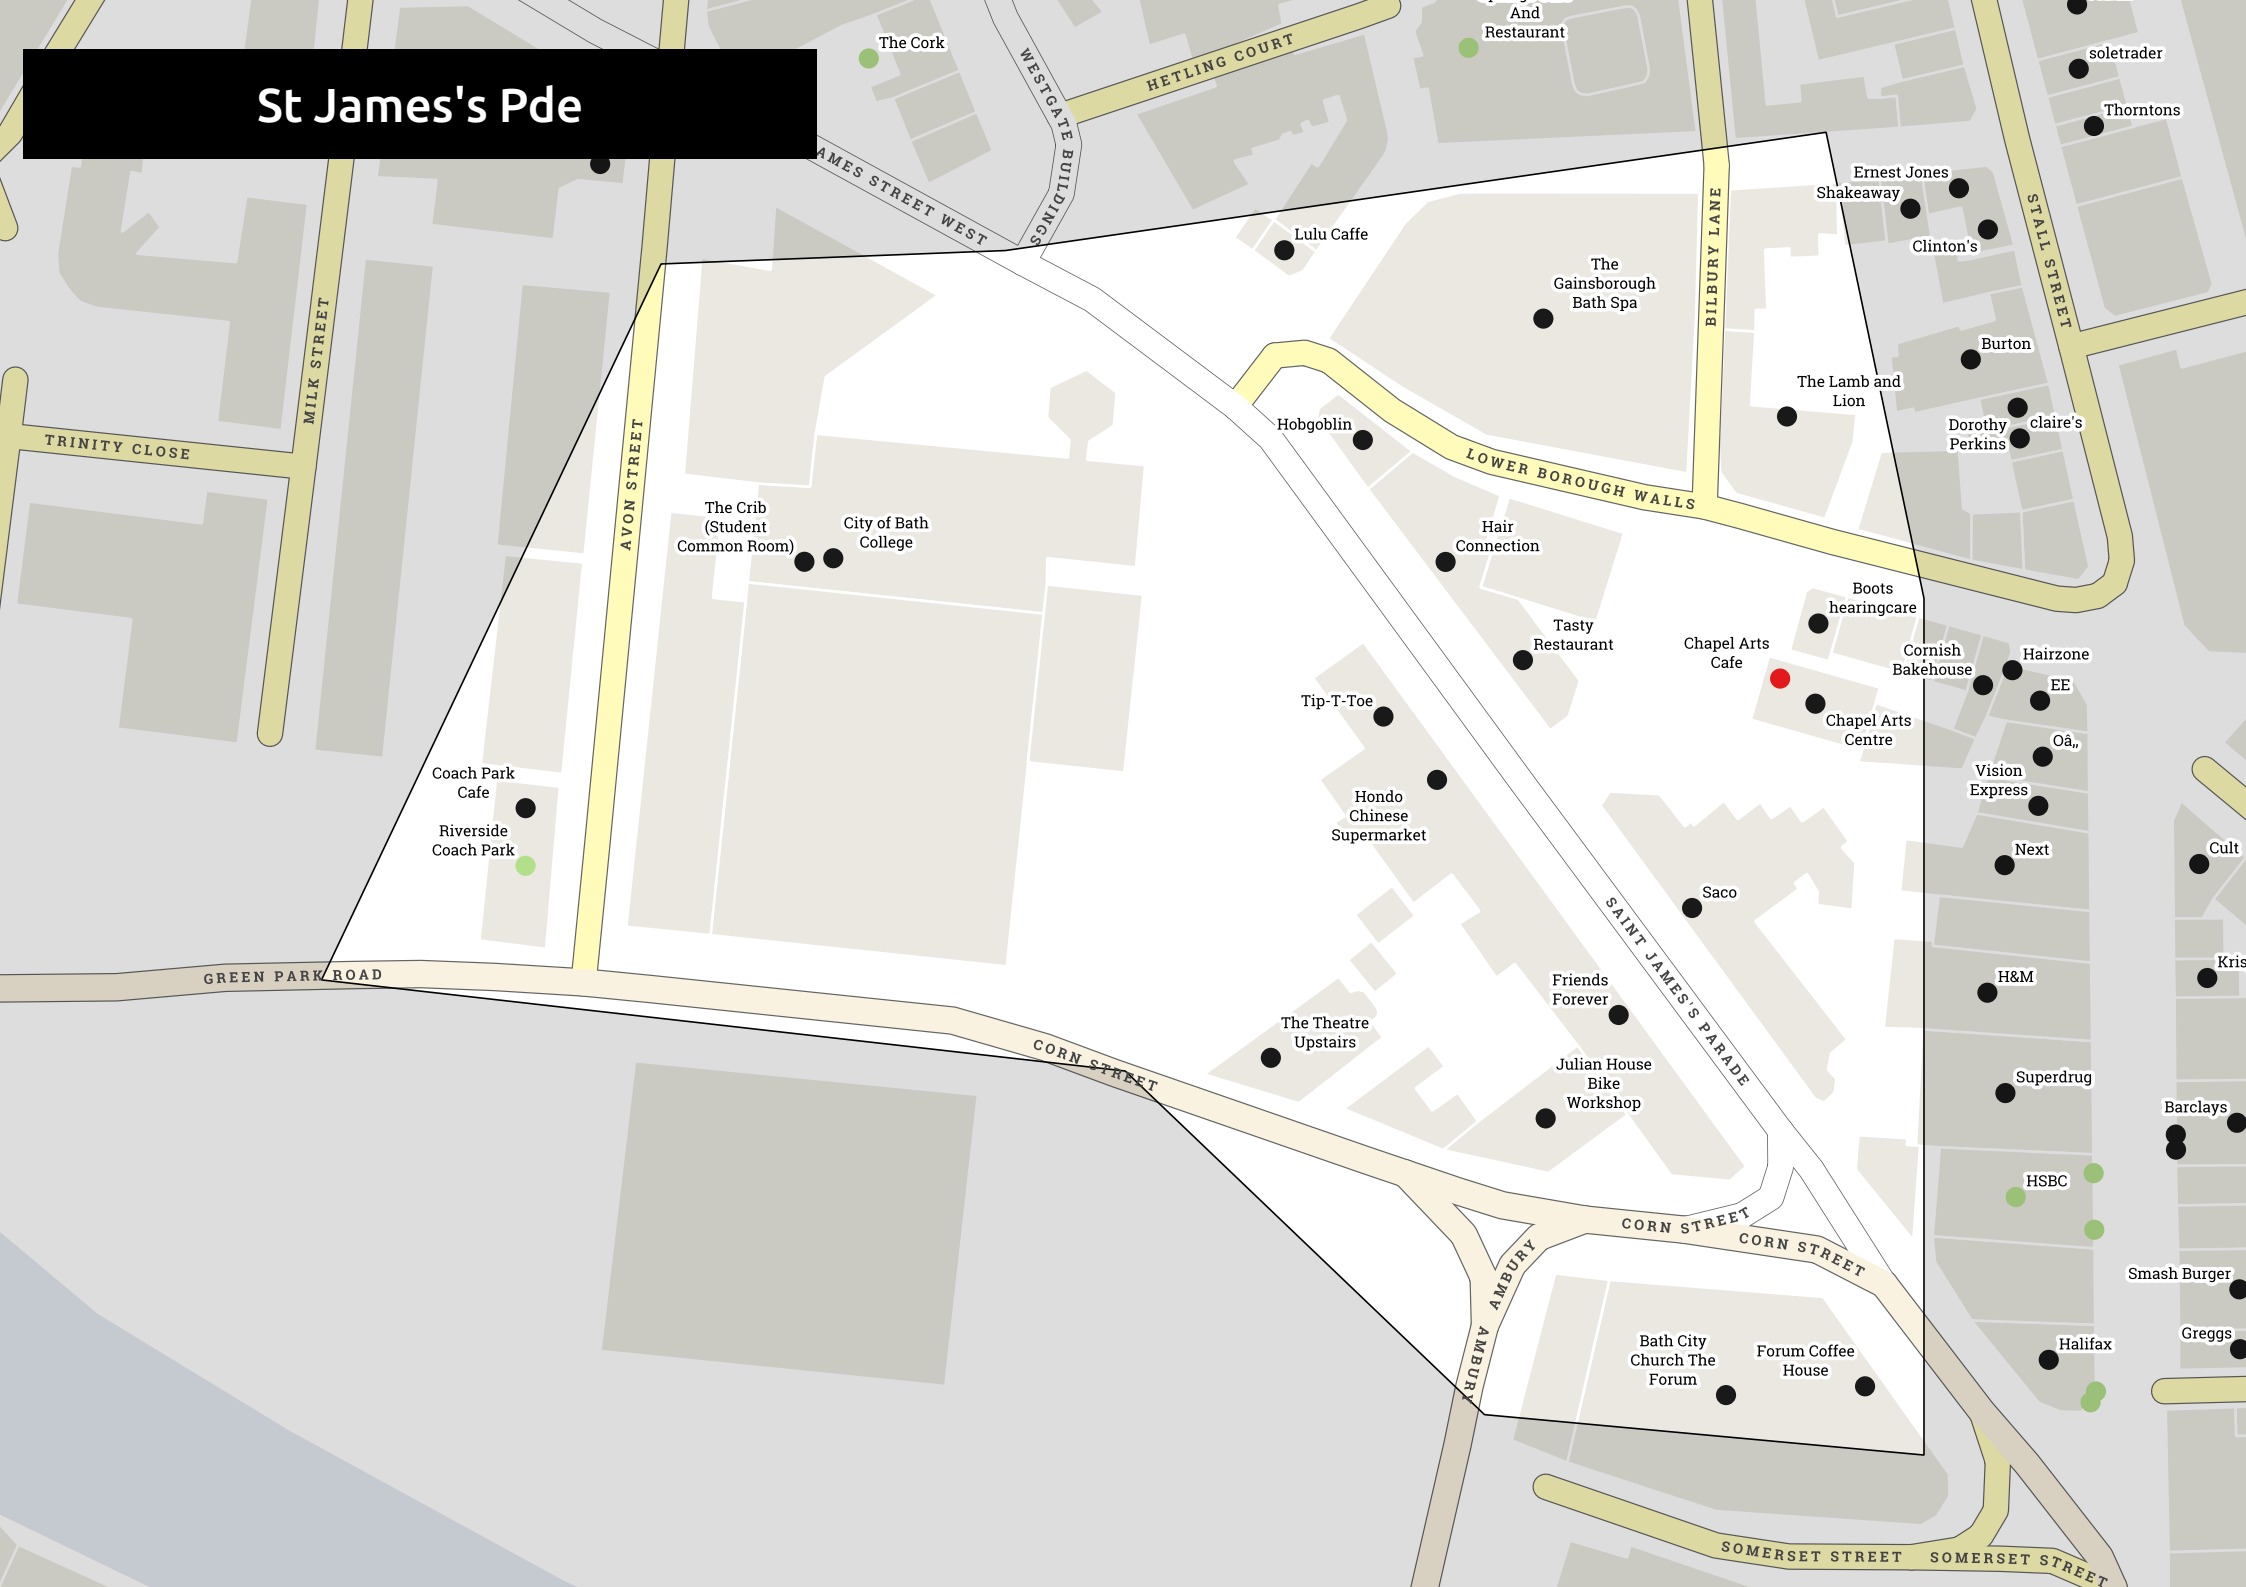 St James's Pde
And
Restaurant
The Cork
HETLING COURT
WESTGATE BUILDINGS
AMES STREET WEST
soletrader
Thorntons
Ernest Jones
Shakeaway
Clinton's
STALL STREET
BILBURY LANE
Lulu Caffe
The
Gainsborough
Bath Spa
MILK STREET
TRINITY CLOSE
AVON STREET
Burton
The Lamb and
Lion
claire's
Dorothy
Perkins
Hobgoblin
LOWER BOROUGH WALLS
The Crib
(Student
Common Room)
City of Bath
College
Hair
Connection
Boots
hearingcare
Tasty
Restaurant
Chapel Arts
Cafe
Cornish
Bakehouse
Hairzone
EE
Tip-T-Toe
Chapel Arts
Centre
Oâ„
Vision
Express
Coach Park
Cafe
Riverside
Coach Park
Hondo
Chinese
Supermarket
Next
Cult
Saco
SAINT JAMES'S PARADE
GREEN PARK ROAD
H&M
Kris
Friends
Forever
The Theatre
Upstairs
CORN STREET
Julian House
Bike
Workshop
Superdrug
Barclays
HSBC
CORN STREET
CORN STREET
AMBURY
AMBURY
Smash Burger
Greggs
Halifax
Bath City
Church The
Forum
Forum Coffee
House
SOMERSET STREET
SOMERSET STREET